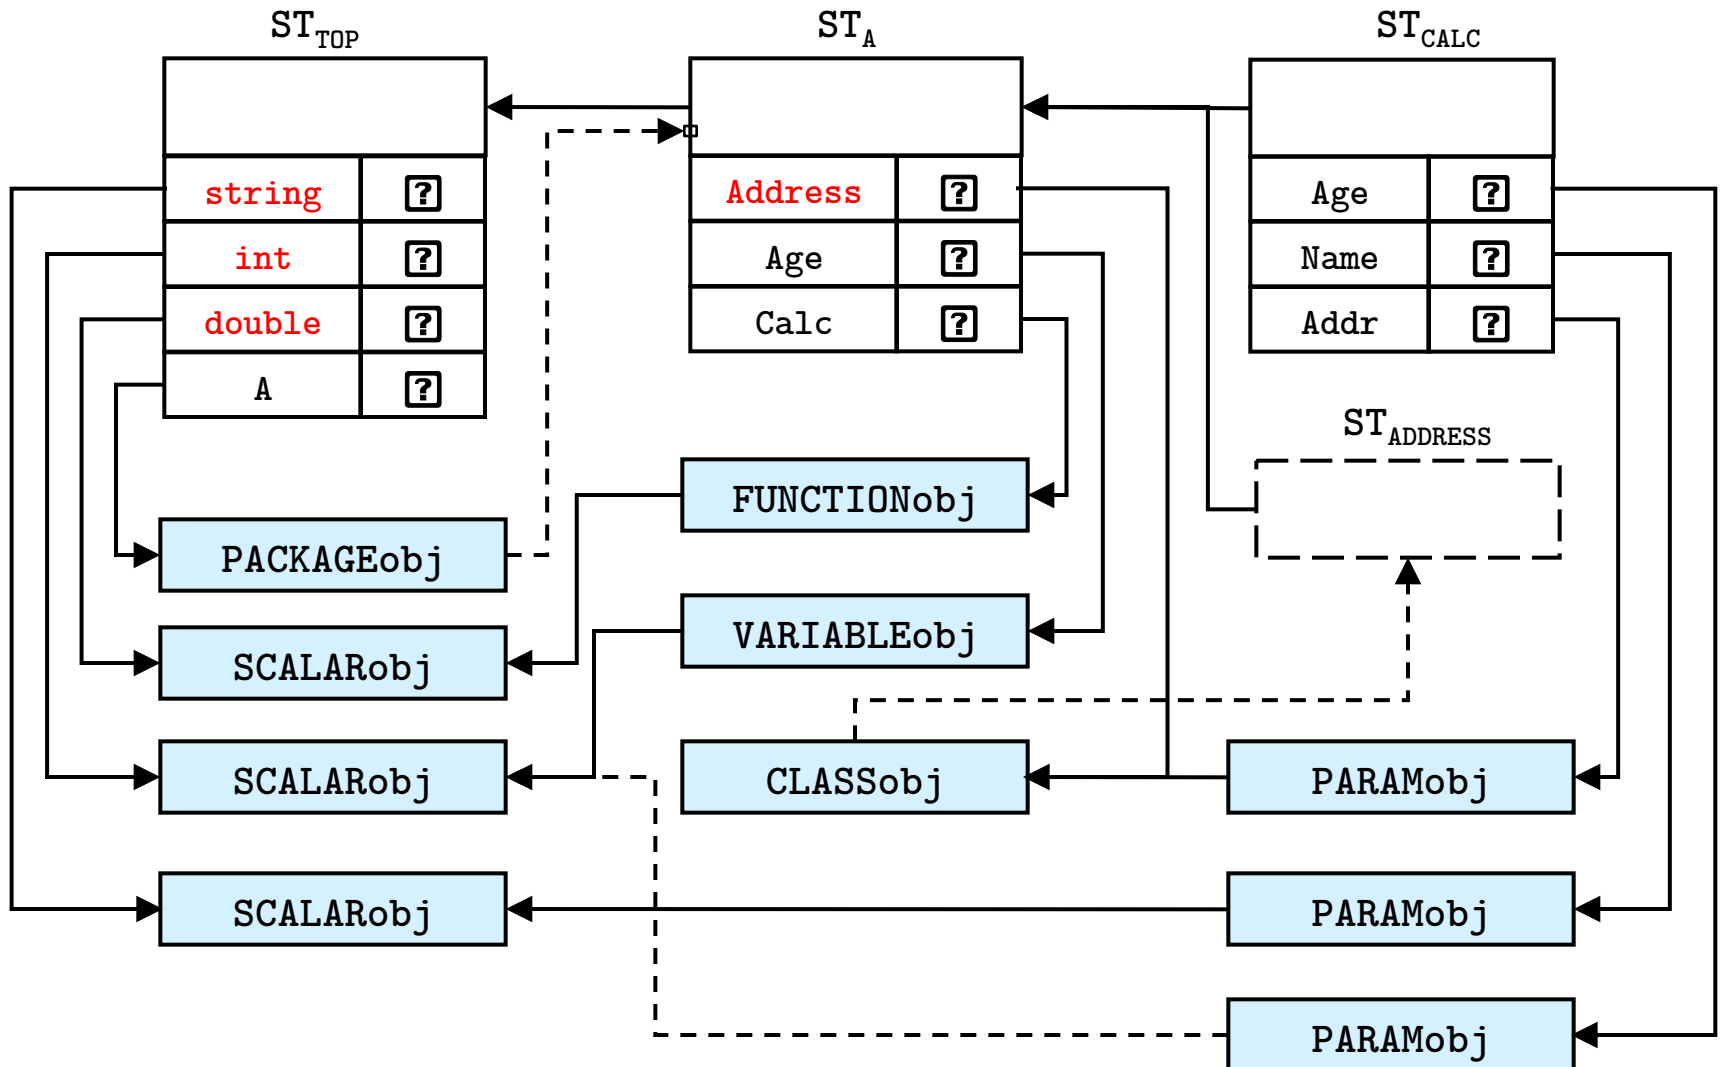 ST_TOP
ST_A
ST_CALC
string ?
Address ?
Age ?
int ?
Age ?
Name ?
double ?
Calc ?
Addr ?
A ?
ST_ADDRESS
FUNCTIONobj
PACKAGEobj
VARIABLEobj
SCALARobj
SCALARobj
CLASSobj
PARAMobj
SCALARobj
PARAMobj
PARAMobj